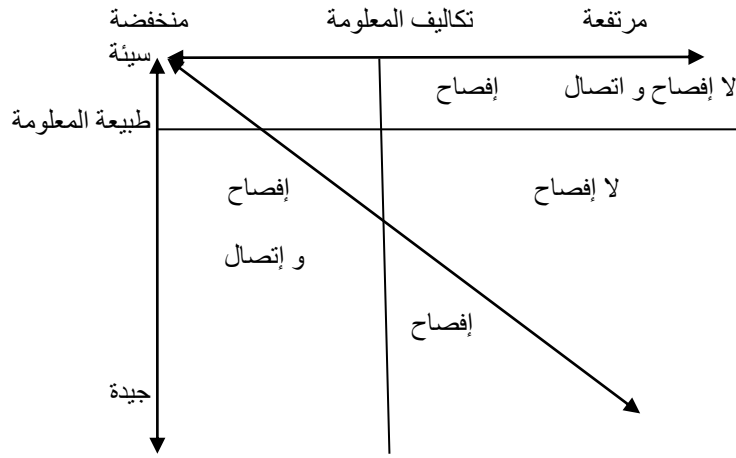 مرتفعة تكاليف المعلومة منخفضة
سيئة
لا إفصاح و اتصال إفصاح
طبيعة المعلومة
لا إفصاح إفصاح
و إتصال
إفصاح
جيدة